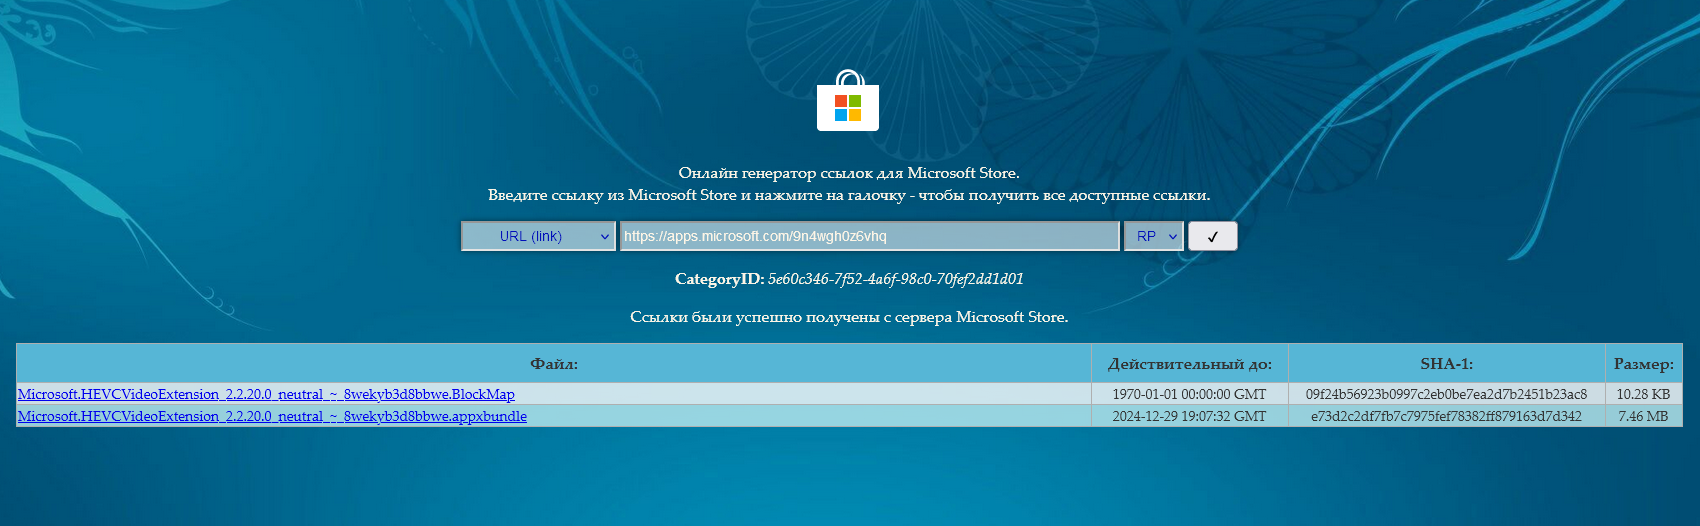 Онлайн генератор ссылок для Microsoft Store.
Введите ссылку из Microsoft Store и нажмите на галочку - чтобы получить все доступные ссылки.
URL (link) https://apps.microsoft.com/9n4wgh0z6vhq RP ✓
CategoryID: 5e60c346-7f52-4a6f-98c0-70fef2dd1d01
Ссылки были успешно получены с сервера Microsoft Store.
Файл: Действительный до: SHA-1: Размер:
Microsoft.HEVCVideoExtension_2.2.20.0_neutral_~_8wekyb3d8bbwe.BlockMap 1970-01-01 00:00:00 GMT 09f24b56923b0997c2eb0be7ea2d7b2451b23ac8 10.28 KB
Microsoft.HEVCVideoExtension_2.2.20.0_neutral_~_8wekyb3d8bbwe.appxbundle 2024-12-29 19:07:32 GMT e73d2c2df7fb7c7975fef78382ff879163d7d342 7.46 MB